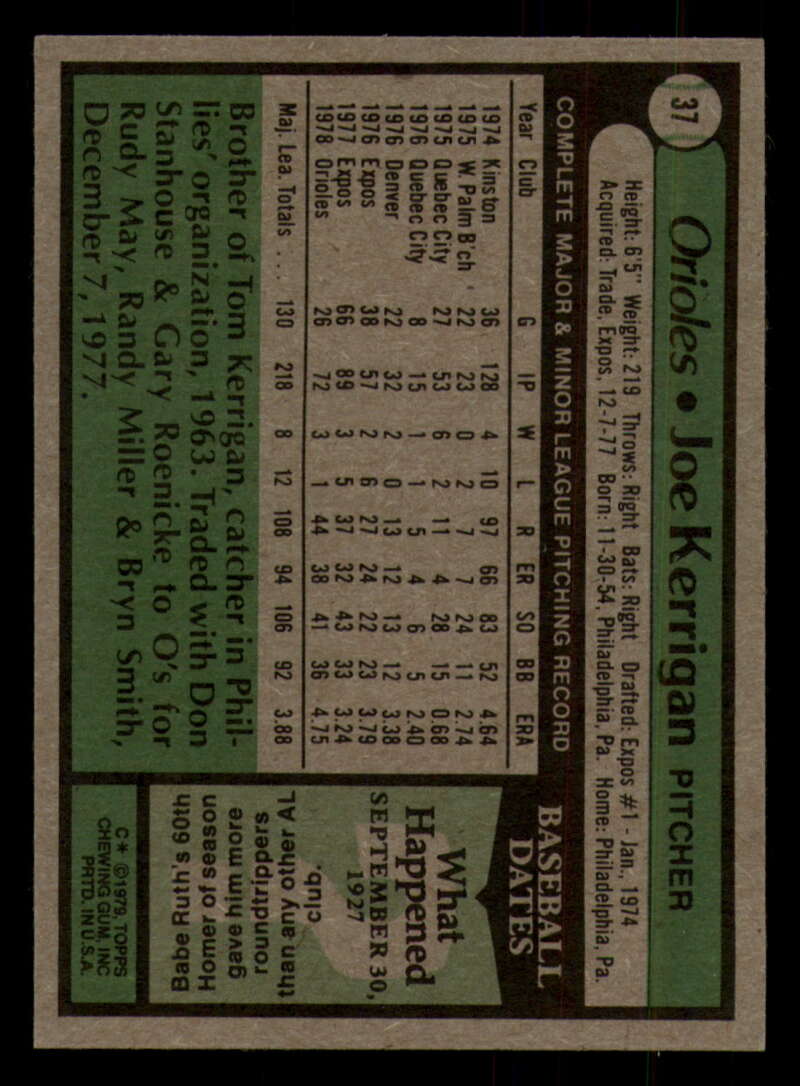 37
Orioles • Joe Kerrigan PITCHER
Height: 6'5" Weight: 219 Throws: Right Bats: Right Drafted: Expos #1 - Jan., 1974
Acquired: Trade, Expos, 12-7-77 Born: 11-30-54, Philadelphia, Pa. Home: Philadelphia, Pa.
COMPLETE MAJOR & MINOR LEAGUE PITCHING RECORD
Year Club G IP W L R ER SO BB ERA
1974 Kinston 36 128 4 10 97 66 83 52 4.64
1975 W. Palm B'ch. 22 23 0 2 7 7 24 11 2.74
1975 Quebec City 27 53 6 2 11 4 28 15 0.68
1976 Quebec City 8 15 1 1 5 4 6 5 2.40
1976 Denver 22 32 2 0 13 12 13 12 3.38
1976 Expos 38 57 2 6 27 24 22 23 3.79
1977 Expos 66 89 3 5 37 32 43 33 3.24
1978 Orioles 26 72 3 1 44 38 41 36 4.75
Maj. Lea. Totals . . . 130 218 8 12 108 94 106 92 3.88
Brother of Tom Kerrigan, catcher in Phil-
lies' organization, 1963. Traded with Don
Stanhouse & Gary Roenicke to O's for
Rudy May, Randy Miller & Bryn Smith,
December 7, 1977.
BASEBALL
DATES
What
Happened
SEPTEMBER 30,
1927
Babe Ruth's 60th
Homer of season
gave him more
roundtrippers
than any other AL
club.
C* ©1979, TOPPS
CHEWING GUM, INC
PRTD. IN U.S.A.